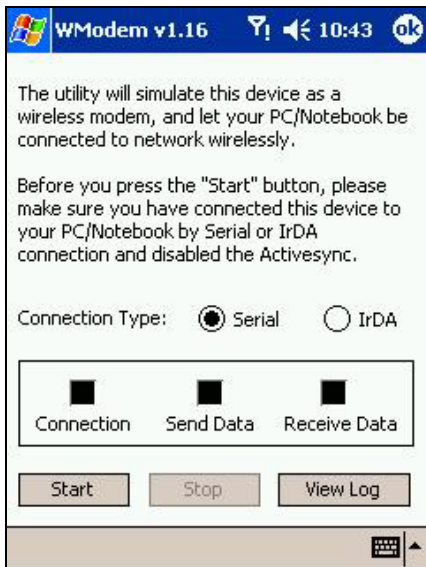 WModem v1.16 10:43 ok
The utility will simulate this device as a
wireless modem, and let your PC/Notebook be
connected to network wirelessly.
Before you press the "Start" button, please
make sure you have connected this device to
your PC/Notebook by Serial or IrDA
connection and disabled the Activesync.
Connection Type: Serial IrDA
Connection Send Data Receive Data
Start Stop View Log